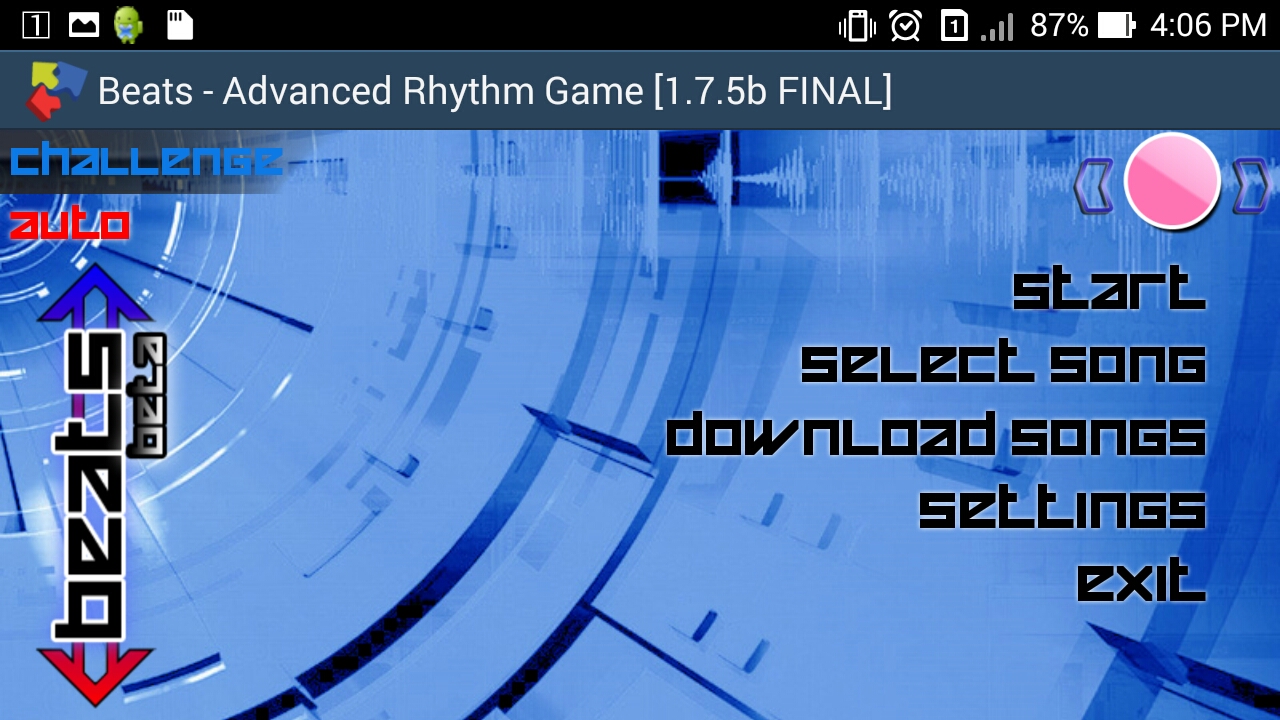 1 1 87% 4:06 PM
Beats - Advanced Rhythm Game [1.7.5b FINAL]
challenge
auto
beats
beta
start
select song
download songs
settings
exit